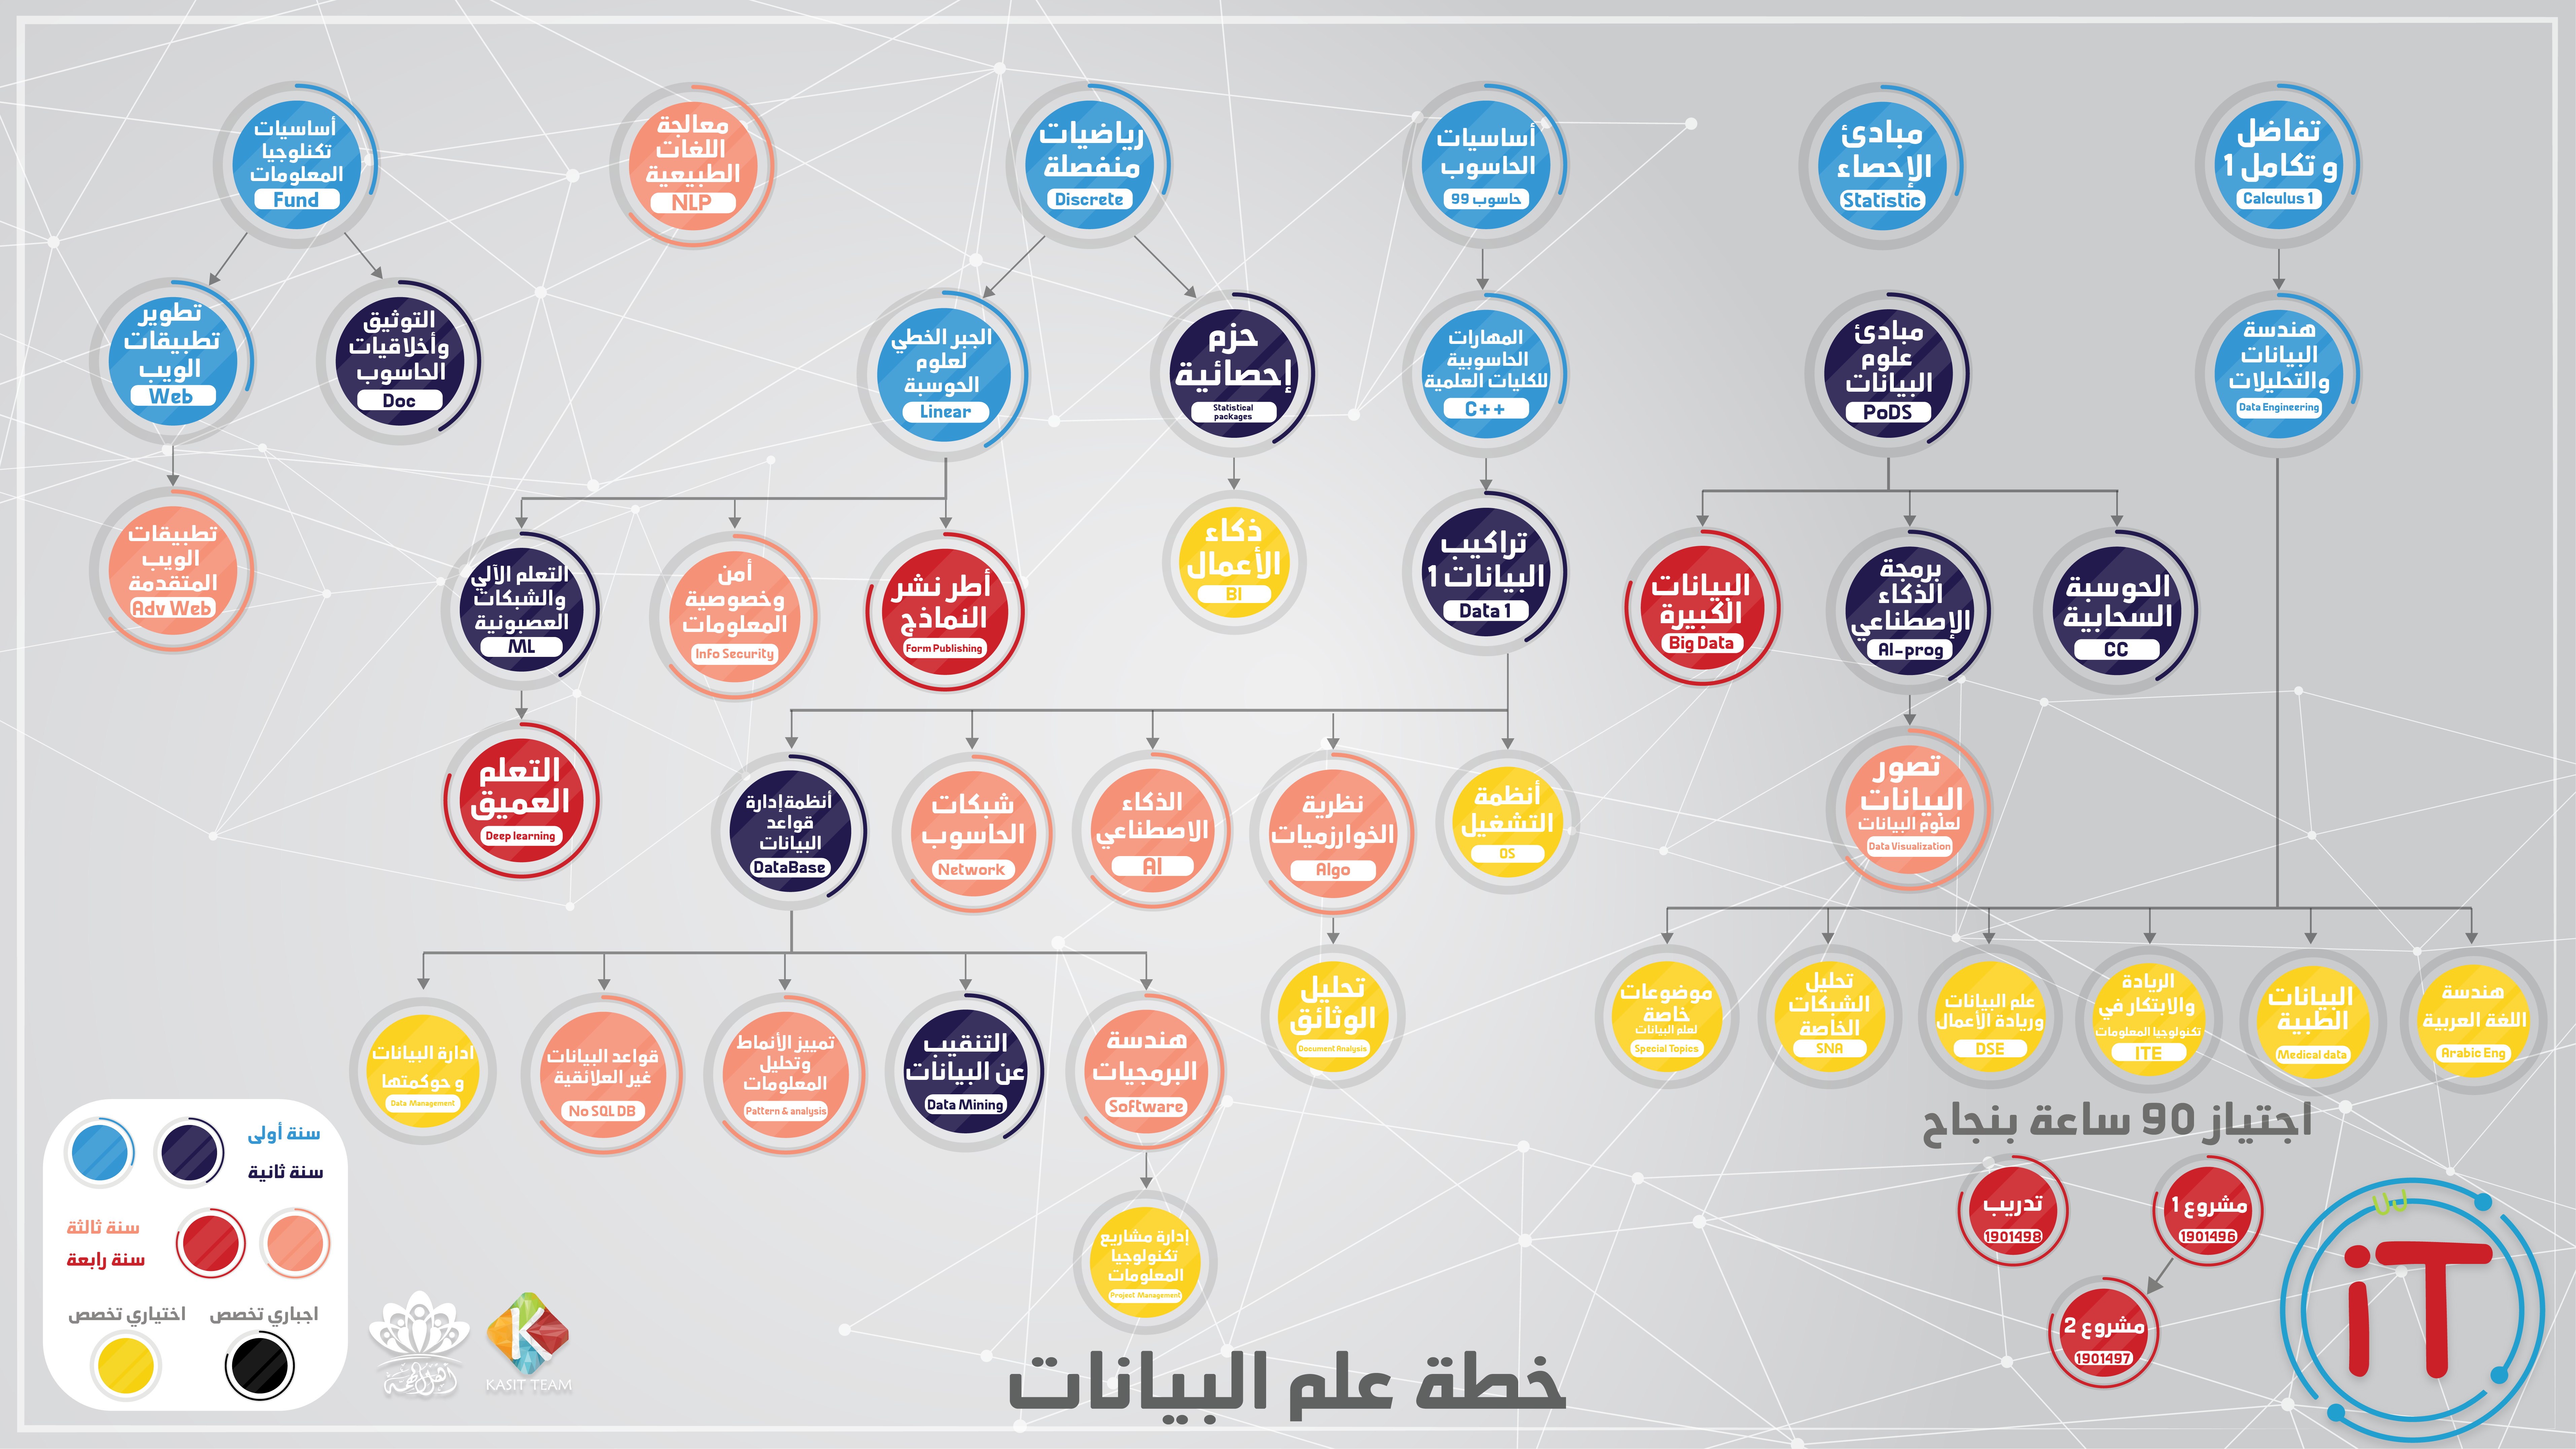 أساسيات
تكنلوجيا
المعلومات
Fund
معالجة
اللغات
الطبيعية
NLP
رياضيات
منفصلة
Discrete
أساسيات
الحاسوب
حاسوب 99
مبادئ
الإحصاء
Statistic
تفاضل
و تكامل 1
Calculus 1
تطوير
تطبيقات
الويب
Web
التوثيق
وأخلاقيات
الحاسوب
Doc
الجبر الخطي
لعلوم
الحوسبة
Linear
حزم
إحصائية
Statistical
packages
المهارات
الحاسوبية
للكليات العلمية
C++
مبادئ
علوم
البيانات
PoDS
هندسة
البيانات
والتحليلات
Data Engineering
تطبيقات
الويب
المتقدمة
Adv Web
التعلم الآلي
والشبكات
العصبونية
ML
أمن
وخصوصية
المعلومات
Info Security
أطر نشر
النماذج
Form Publishing
ذكاء
الأعمال
BI
تراكيب
البيانات 1
Data 1
البيانات
الكبيرة
Big Data
برمجة
الذكاء
الإصطناعي
AI-prog
الحوسبة
السحابية
CC
التعلم
العميق
Deep learning
أنظمة إدارة
قواعد
البيانات
DataBase
شبكات
الحاسوب
Network
الذكاء
الاصطناعي
AI
نظرية
الخوارزميات
Algo
أنظمة
التشغيل
OS
تصور
البيانات
لعلوم البيانات
Data Visualization
ادارة البيانات
و حوكمتها
Data Management
قواعد البيانات
غير العلائقية
No SQL DB
تمييز الأنماط
وتحليل
المعلومات
Pattern & analysis
التنقيب
عن البيانات
Data Mining
هندسة
البرمجيات
Software
تحليل
الوثائق
Document Analysis
موضوعات
خاصة
لعلم البيانات
Special Topics
تحليل
الشبكات
الخاصة
SNA
علم البيانات
وريادة الأعمال
DSE
الريادة
والابتكار في
تكنولوجيا المعلومات
ITE
البيانات
الطبية
Medical data
هندسة
اللغة العربية
Arabic Eng
إدارة مشاريع
تكنولوجيا
المعلومات
Project Management
اجتياز 90 ساعة بنجاح
تدريب
1901498
مشروع 1
1901496
مشروع 2
1901497
سنة أولى
سنة ثانية
سنة ثالثة
سنة رابعة
اختياري تخصص
اجباري تخصص
KASIT TEAM
خطة علم البيانات
UJ
iT